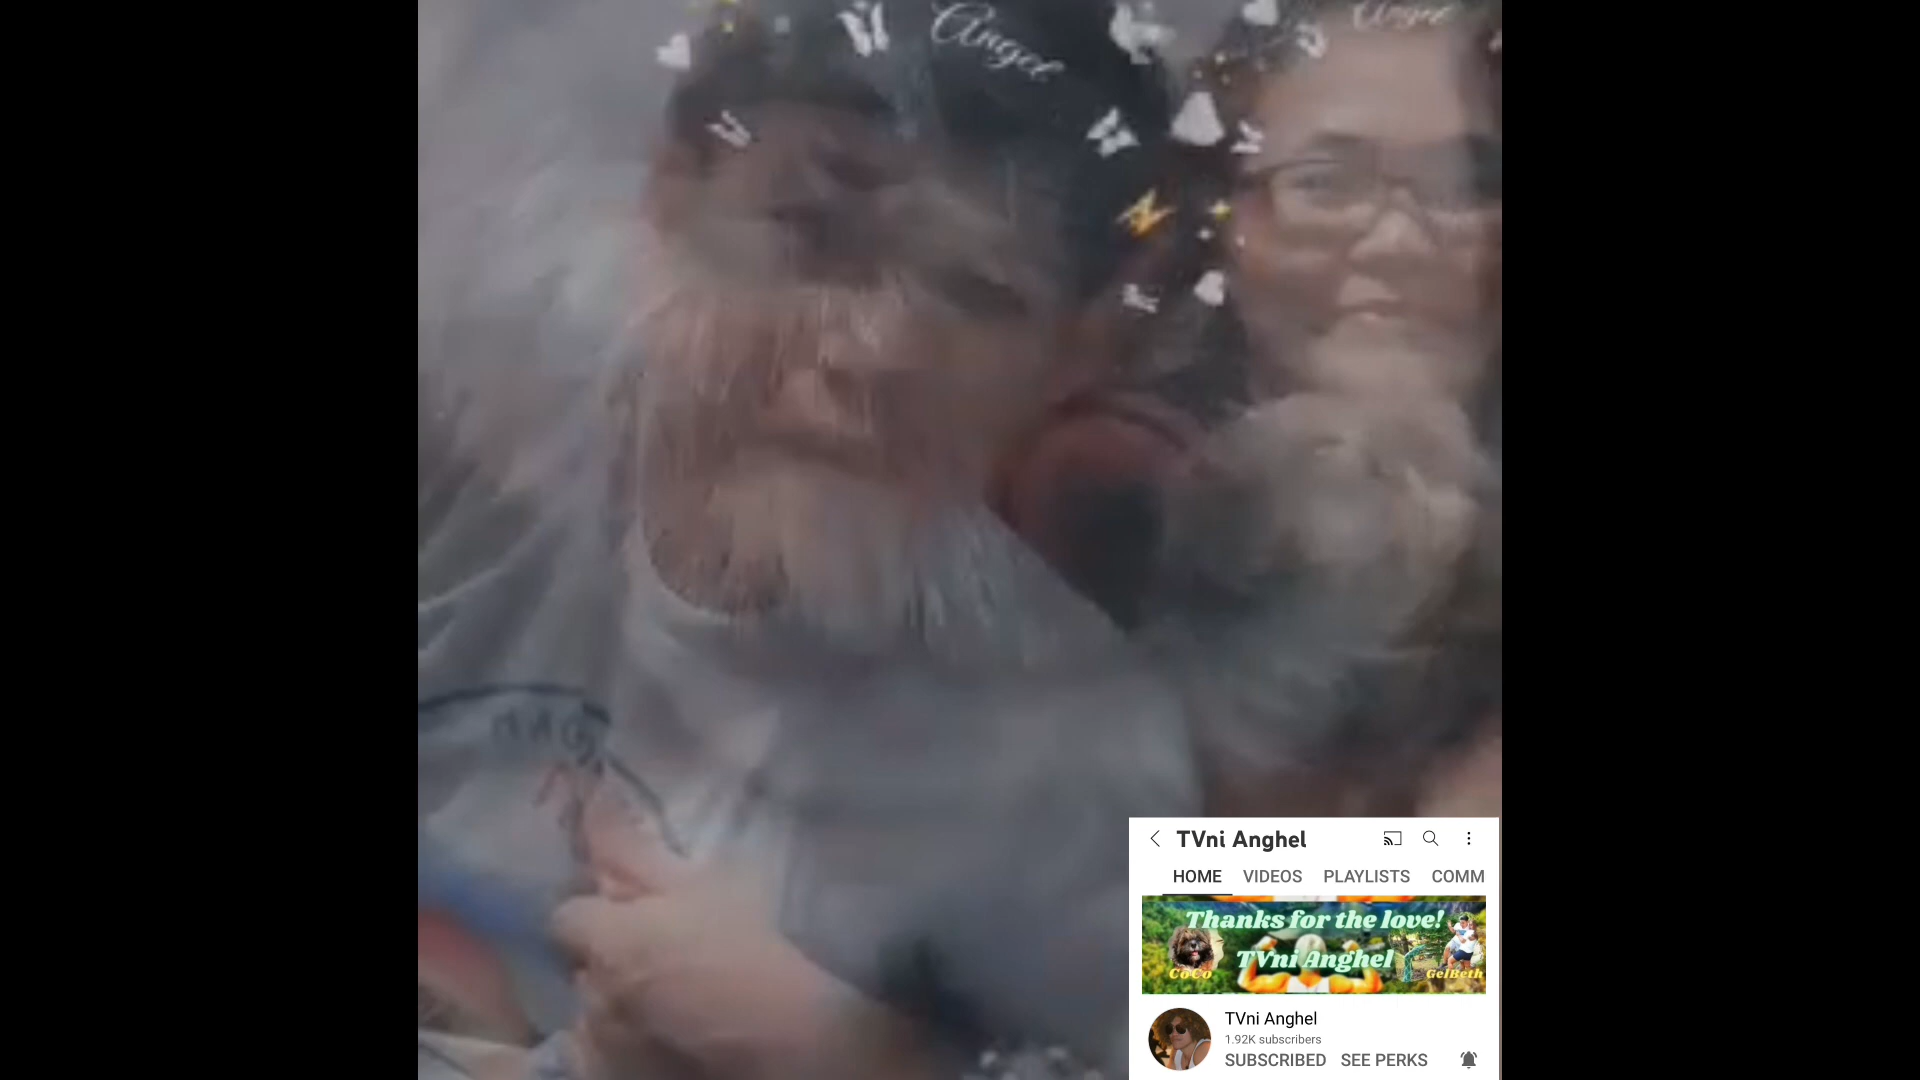 Angel
Angel
TVni Anghel
HOME VIDEOS PLAYLISTS COMM
Thanks for the love!
TVni Anghel
CoCo
GelBeth
TVni Anghel
1.92K subscribers
SUBSCRIBED SEE PERKS